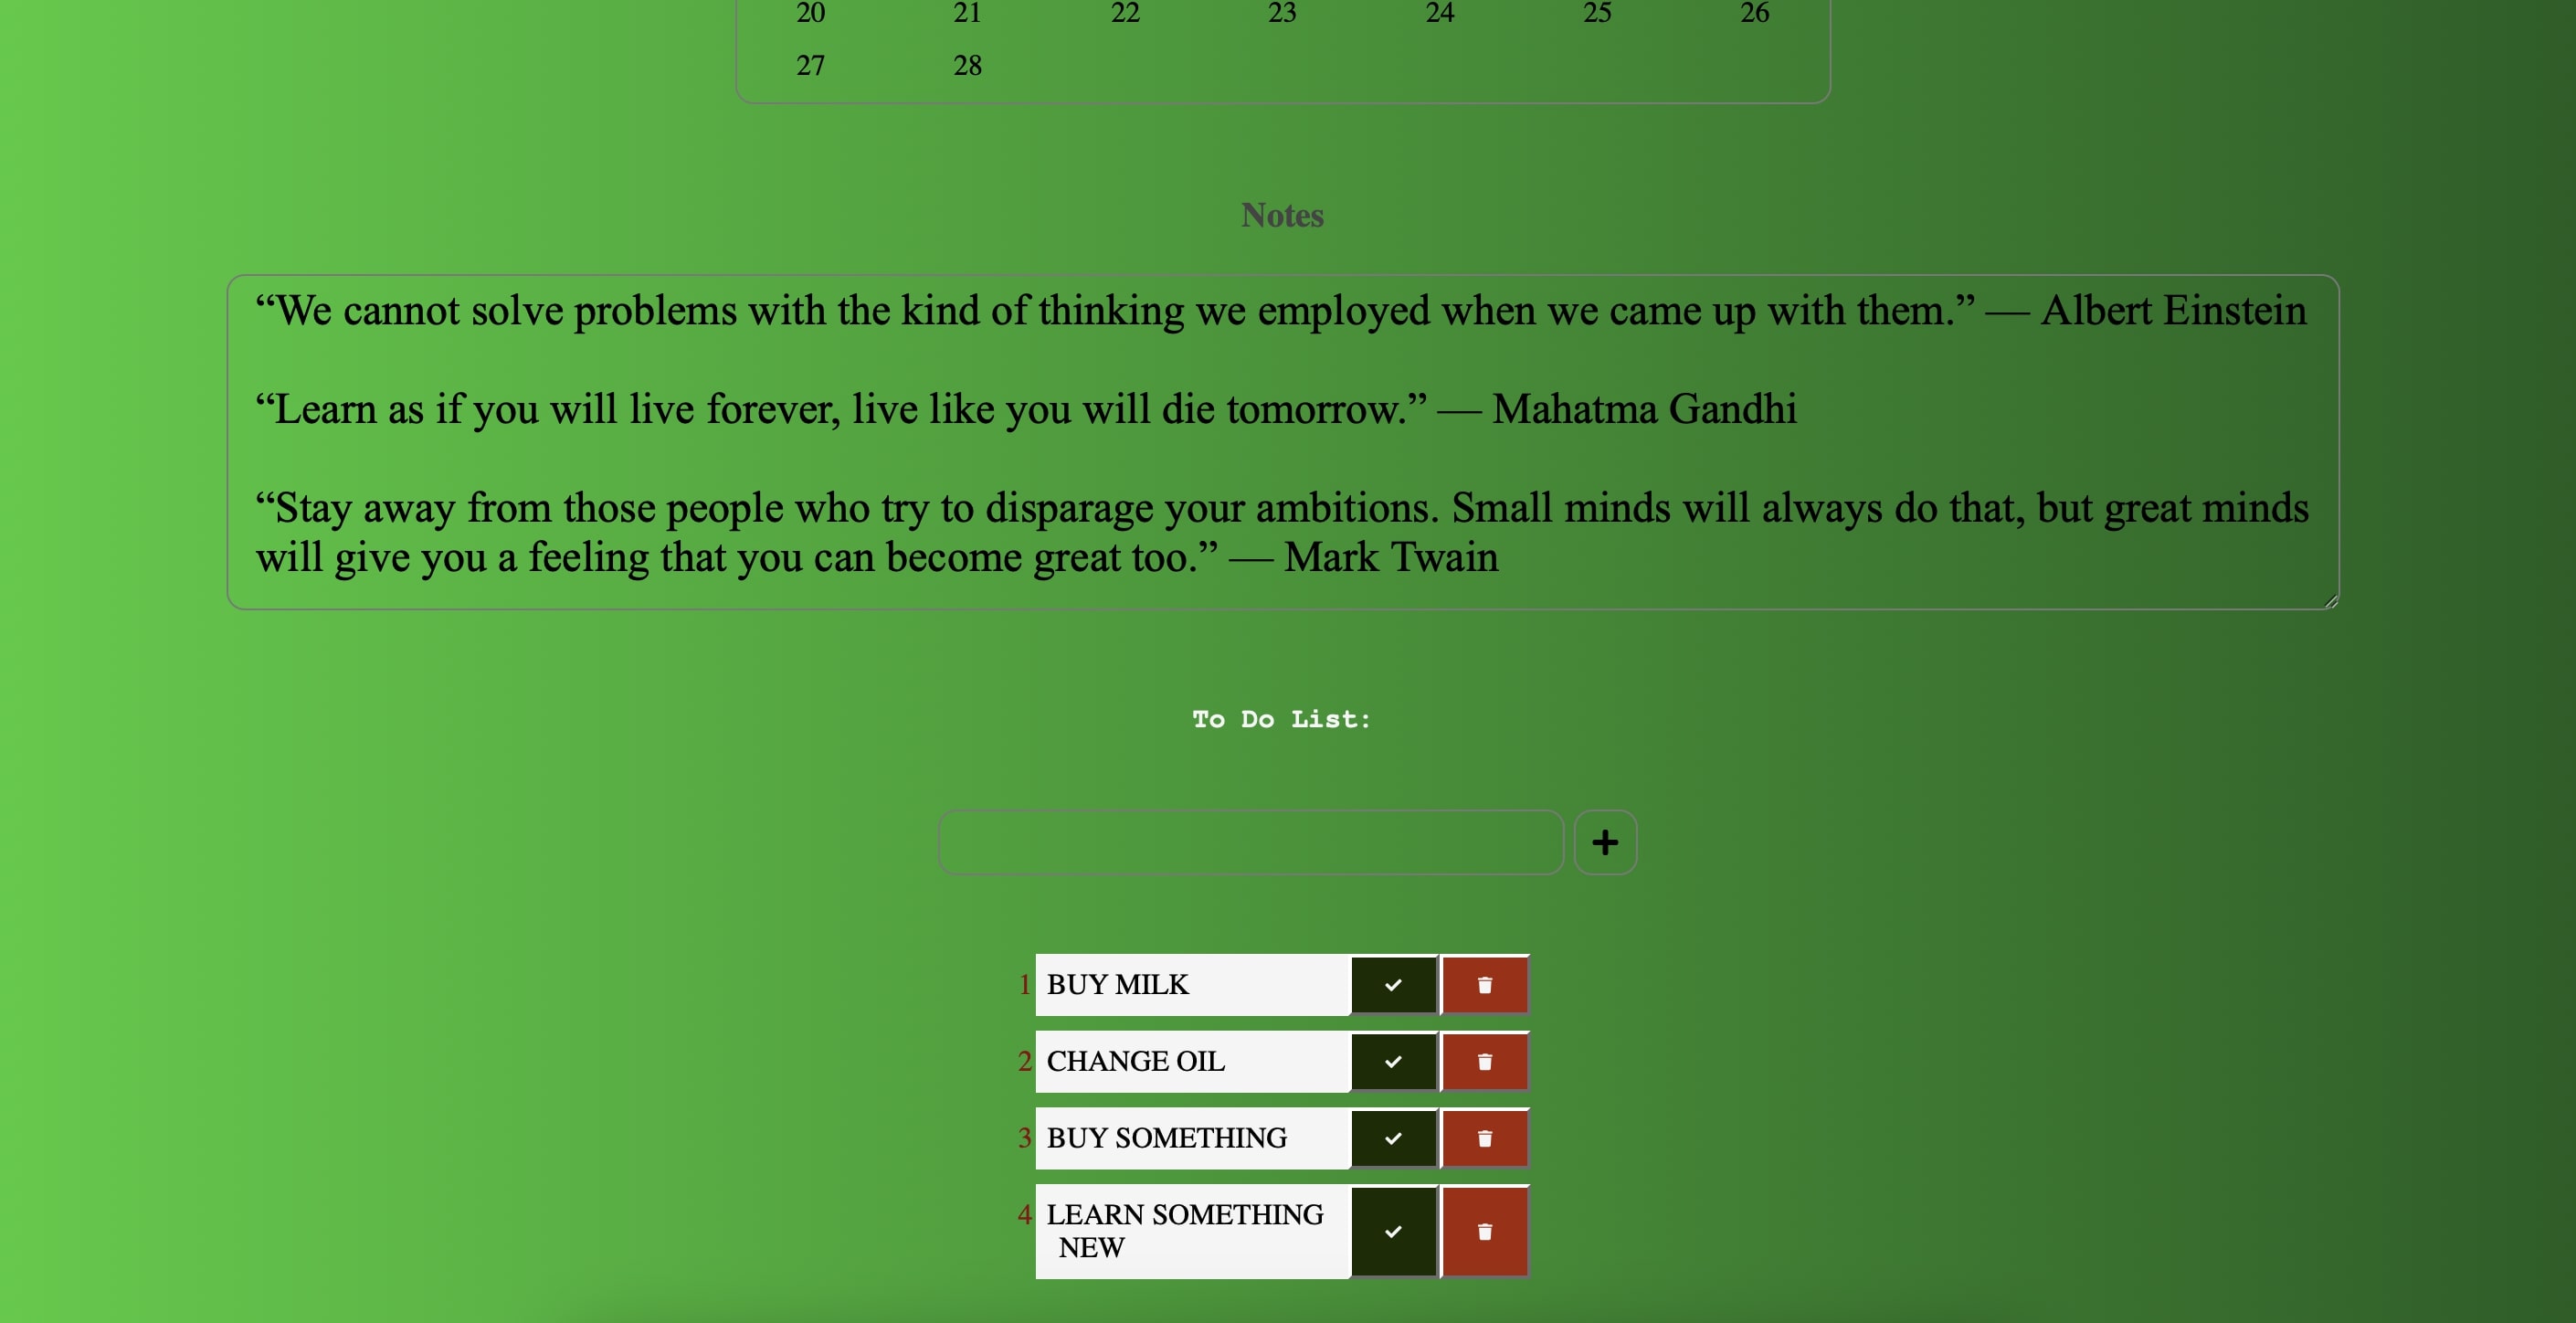 20 21 22 23 24 25 26
27 28
Notes
“We cannot solve problems with the kind of thinking we employed when we came up with them.” — Albert Einstein
“Learn as if you will live forever, live like you will die tomorrow.” — Mahatma Gandhi
“Stay away from those people who try to disparage your ambitions. Small minds will always do that, but great minds
will give you a feeling that you can become great too.” — Mark Twain
To Do List:
1 BUY MILK
2 CHANGE OIL
3 BUY SOMETHING
4 LEARN SOMETHING
NEW